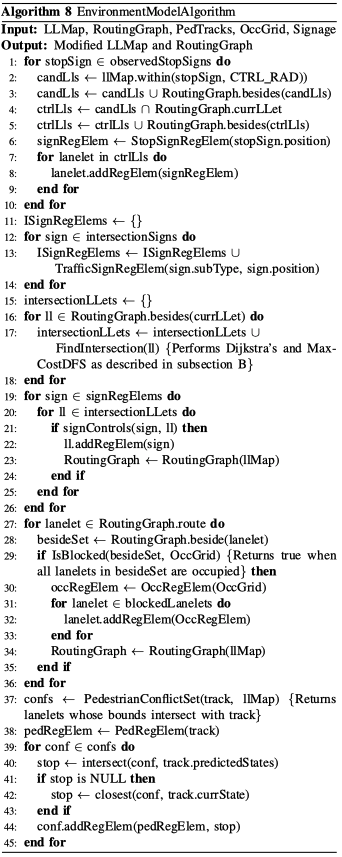 Algorithm 8 EnvironmentModelAlgorithm
Input: LLMap, RoutingGraph, PedTracks, OccGrid, Signage
Output: Modified LLMap and RoutingGraph
1: for stopSign ∈ observedStopSigns do
2: candLls ← llMap.within(stopSign, CTRL_RAD))
3: candLls ← candLls ∪ RoutingGraph.besides(candLls)
4: ctrlLls ← candLls ∩ RoutingGraph.currLLet
5: ctrlLls ← ctrlLls ∪ RoutingGraph.besides(ctrlLls)
6: signRegElem ← StopSignRegElem(stopSign.position)
7: for lanelet in ctrlLls do
8: lanelet.addRegElem(signRegElem)
9: end for
10: end for
11: ISignRegElems ← {}
12: for sign ∈ intersectionSigns do
13: ISignRegElems ← ISignRegElems ∪
TrafficSignRegElem(sign.subType, sign.position)
14: end for
15: intersectionLLets ← {}
16: for ll ∈ RoutingGraph.besides(currLLet) do
17: intersectionLLets ← intersectionLLets ∪
FindIntersection(ll) {Performs Dijkstra's and Max-
CostDFS as described in subsection B}
18: end for
19: for sign ∈ signRegElems do
20: for ll ∈ intersectionLLets do
21: if signControls(sign, ll) then
22: ll.addRegElem(sign)
23: RoutingGraph ← RoutingGraph(llMap)
24: end if
25: end for
26: end for
27: for lanelet ∈ RoutingGraph.route do
28: besideSet ← RoutingGraph.beside(lanelet)
29: if IsBlocked(besideSet, OccGrid) {Returns true when
all lanelets in besideSet are occupied} then
30: occRegElem ← OccRegElem(OccGrid)
31: for lanelet ∈ blockedLanelets do
32: lanelet.addRegElem(OccRegElem)
33: end for
34: RoutingGraph ← RoutingGraph(llMap)
35: end if
36: end for
37: confs ← PedestrianConflictSet(track, llMap) {Returns
lanelets whose bounds intersect with track}
38: pedRegElem ← PedRegElem(track)
39: for conf ∈ confs do
40: stop ← intersect(conf, track.predictedStates)
41: if stop is NULL then
42: stop ← closest(conf, track.currState)
43: end if
44: conf.addRegElem(pedRegElem, stop)
45: end for